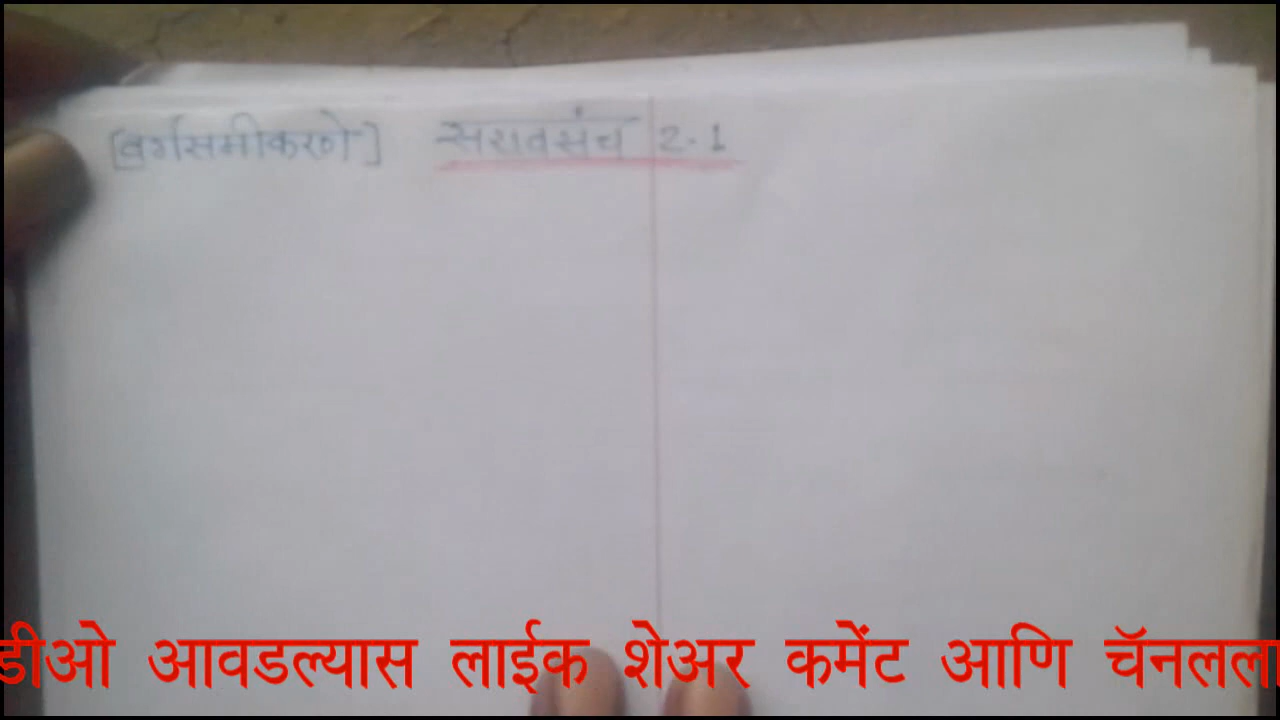 [वर्गसमीकरणे] सरावसंच 2.1
डीओ आवडल्यास लाईक शेअर कमेंट आणि चॅनलला